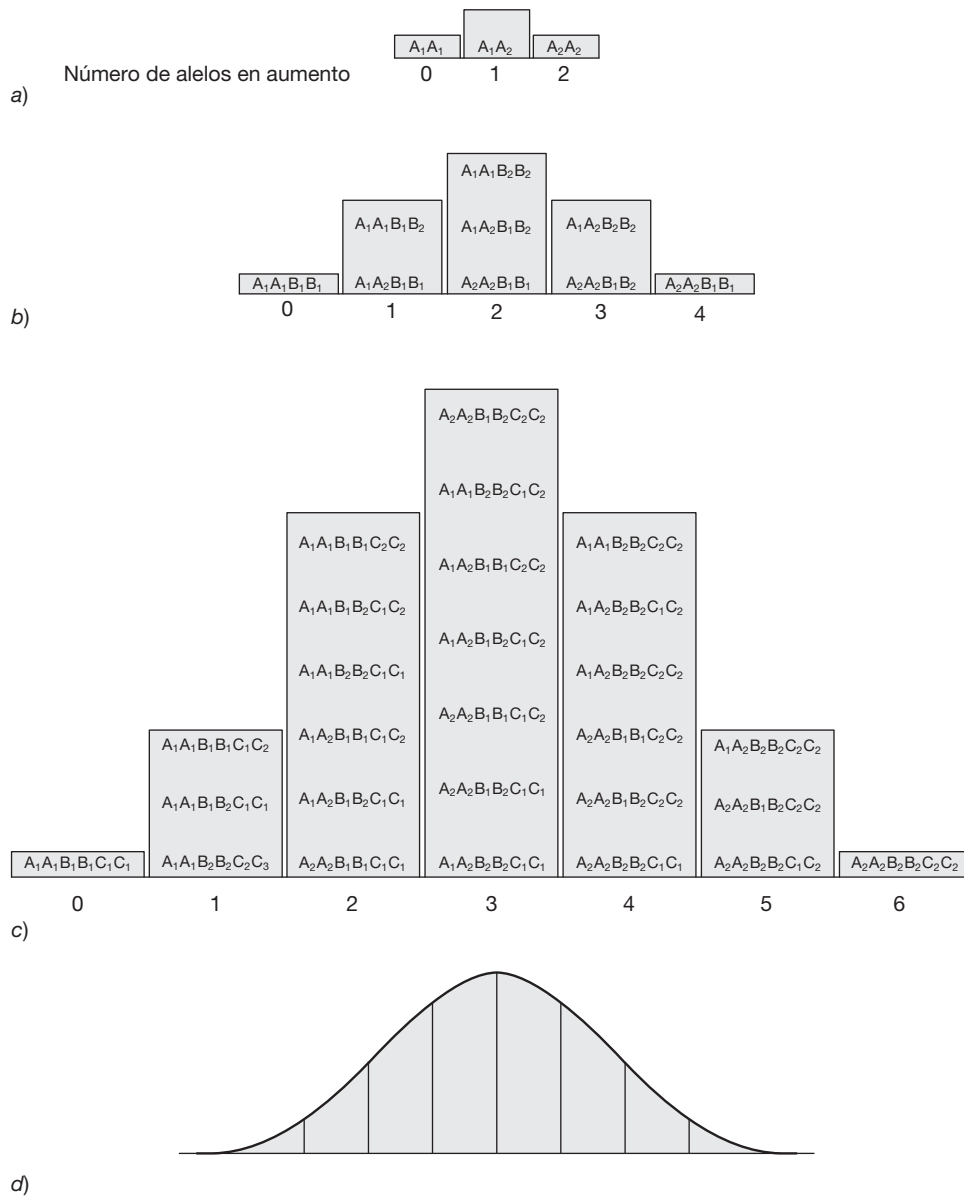 A₁A₁ A₁A₂ A₂A₂
Número de alelos en aumento 0 1 2
a)
A₁A₁B₂B₂
A₁A₁B₁B₂ A₁A₂B₁B₂ A₁A₂B₂B₂
A₁A₁B₁B₁ A₁A₂B₁B₁ A₂A₂B₁B₁ A₂A₂B₁B₂ A₂A₂B₁B₁
0 1 2 3 4
b)
A₂A₂B₁B₂C₂C₂
A₁A₁B₂B₂C₁C₂
A₁A₁B₁B₁C₂C₂ A₁A₂B₁B₁C₂C₂ A₁A₁B₂B₂C₂C₂
A₁A₁B₁B₂C₁C₂ A₁A₂B₁B₂C₁C₂ A₁A₂B₂B₂C₁C₂
A₁A₁B₂B₂C₁C₁ A₁A₂B₂B₂C₂C₂
A₁A₂B₁B₁C₁C₂ A₂A₂B₁B₁C₁C₂ A₂A₂B₁B₁C₂C₂
A₁A₁B₁B₁C₁C₂ A₁A₂B₂B₂C₂C₂
A₁A₁B₁B₂C₁C₁ A₁A₂B₁B₂C₁C₁ A₂A₂B₁B₂C₁C₁ A₂A₂B₁B₂C₂C₂ A₂A₂B₁B₂C₂C₂
A₁A₁B₁B₁C₁C₁ A₁A₁B₂B₂C₂C₃ A₂A₂B₁B₁C₁C₁ A₁A₂B₂B₂C₁C₁ A₂A₂B₂B₂C₁C₁ A₂A₂B₂B₂C₁C₂ A₂A₂B₂B₂C₂C₂
0 1 2 3 4 5 6
c)
d)